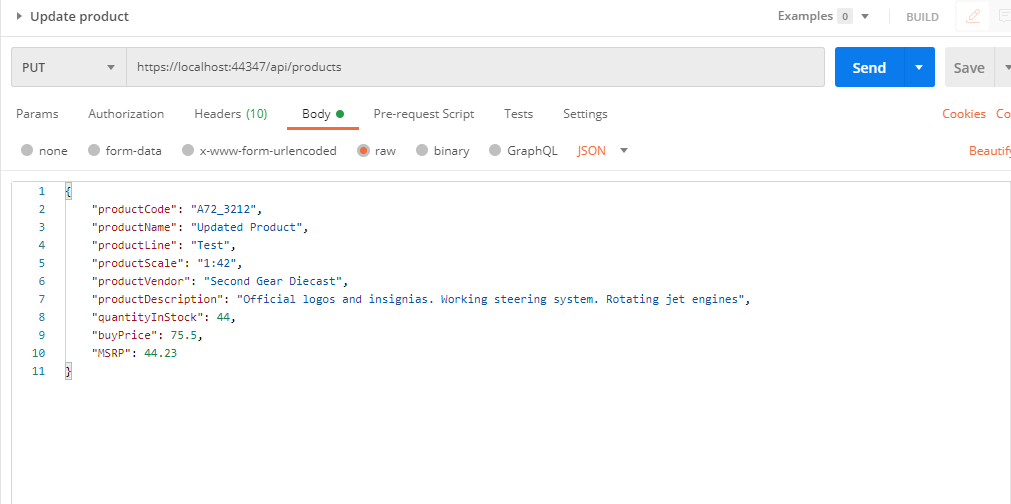 Update product Examples 0 BUILD
PUT https://localhost:44347/api/products Send Save
Params Authorization Headers (10) Body Pre-request Script Tests Settings Cookies Co
none form-data x-www-form-urlencoded raw binary GraphQL JSON Beautify
1 {
2 "productCode": "A72_3212",
3 "productName": "Updated Product",
4 "productLine": "Test",
5 "productScale": "1:42",
6 "productVendor": "Second Gear Diecast",
7 "productDescription": "Official logos and insignias. Working steering system. Rotating jet engines",
8 "quantityInStock": 44,
9 "buyPrice": 75.5,
10 "MSRP": 44.23
11 }